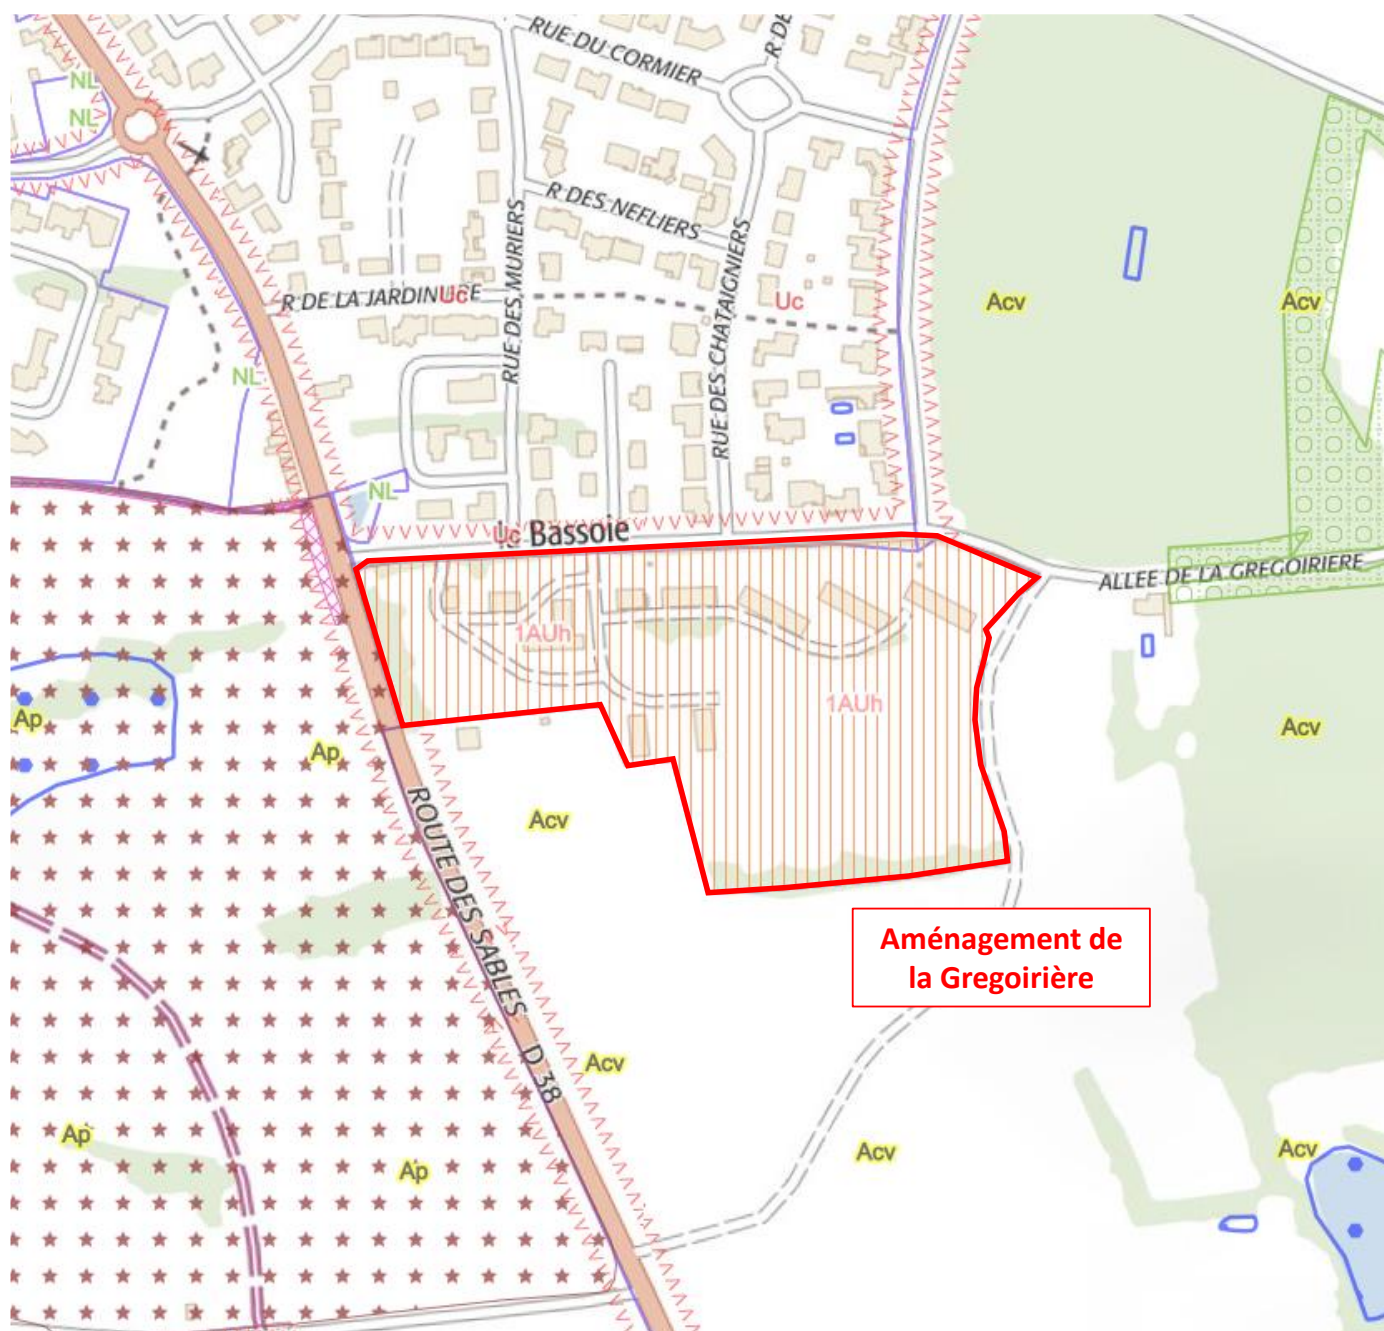 RUE DU CORMIER
R DE
NL
NL
R DES NEFLIERS
RUE DES MURIERS
RUE DES CHATAIGNIERS
R DE LA JARDIN
Uc
Uc
Acv
Acv
NL
NL
Uc
Bassoie
ALLEE DE LA GREGOIRIERE
1AUh
1AUh
Ap
Ap
Acv
Acv
ROUTE DES SABLES D 38
Aménagement de
la Gregoirière
Acv
Ap
Ap
Acv
Acv